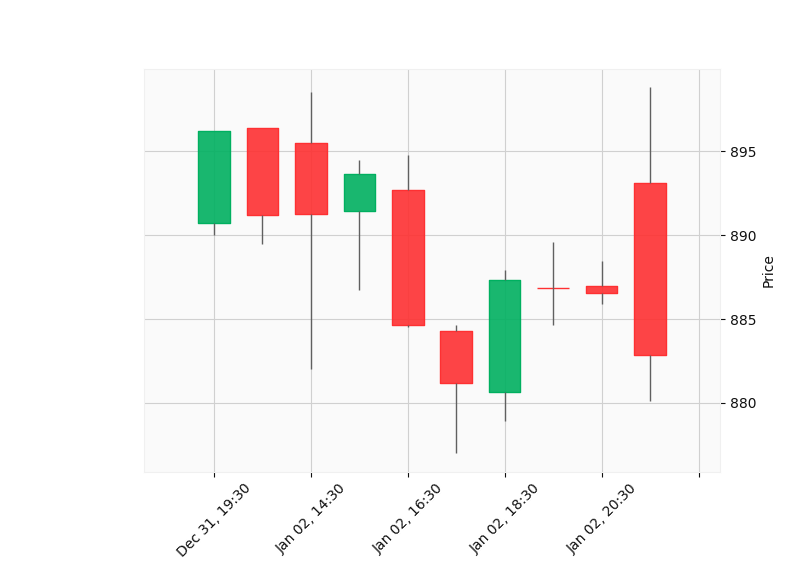 895
890
885
880
Price
Dec 31, 19:30
Jan 02, 14:30
Jan 02, 16:30
Jan 02, 18:30
Jan 02, 20:30